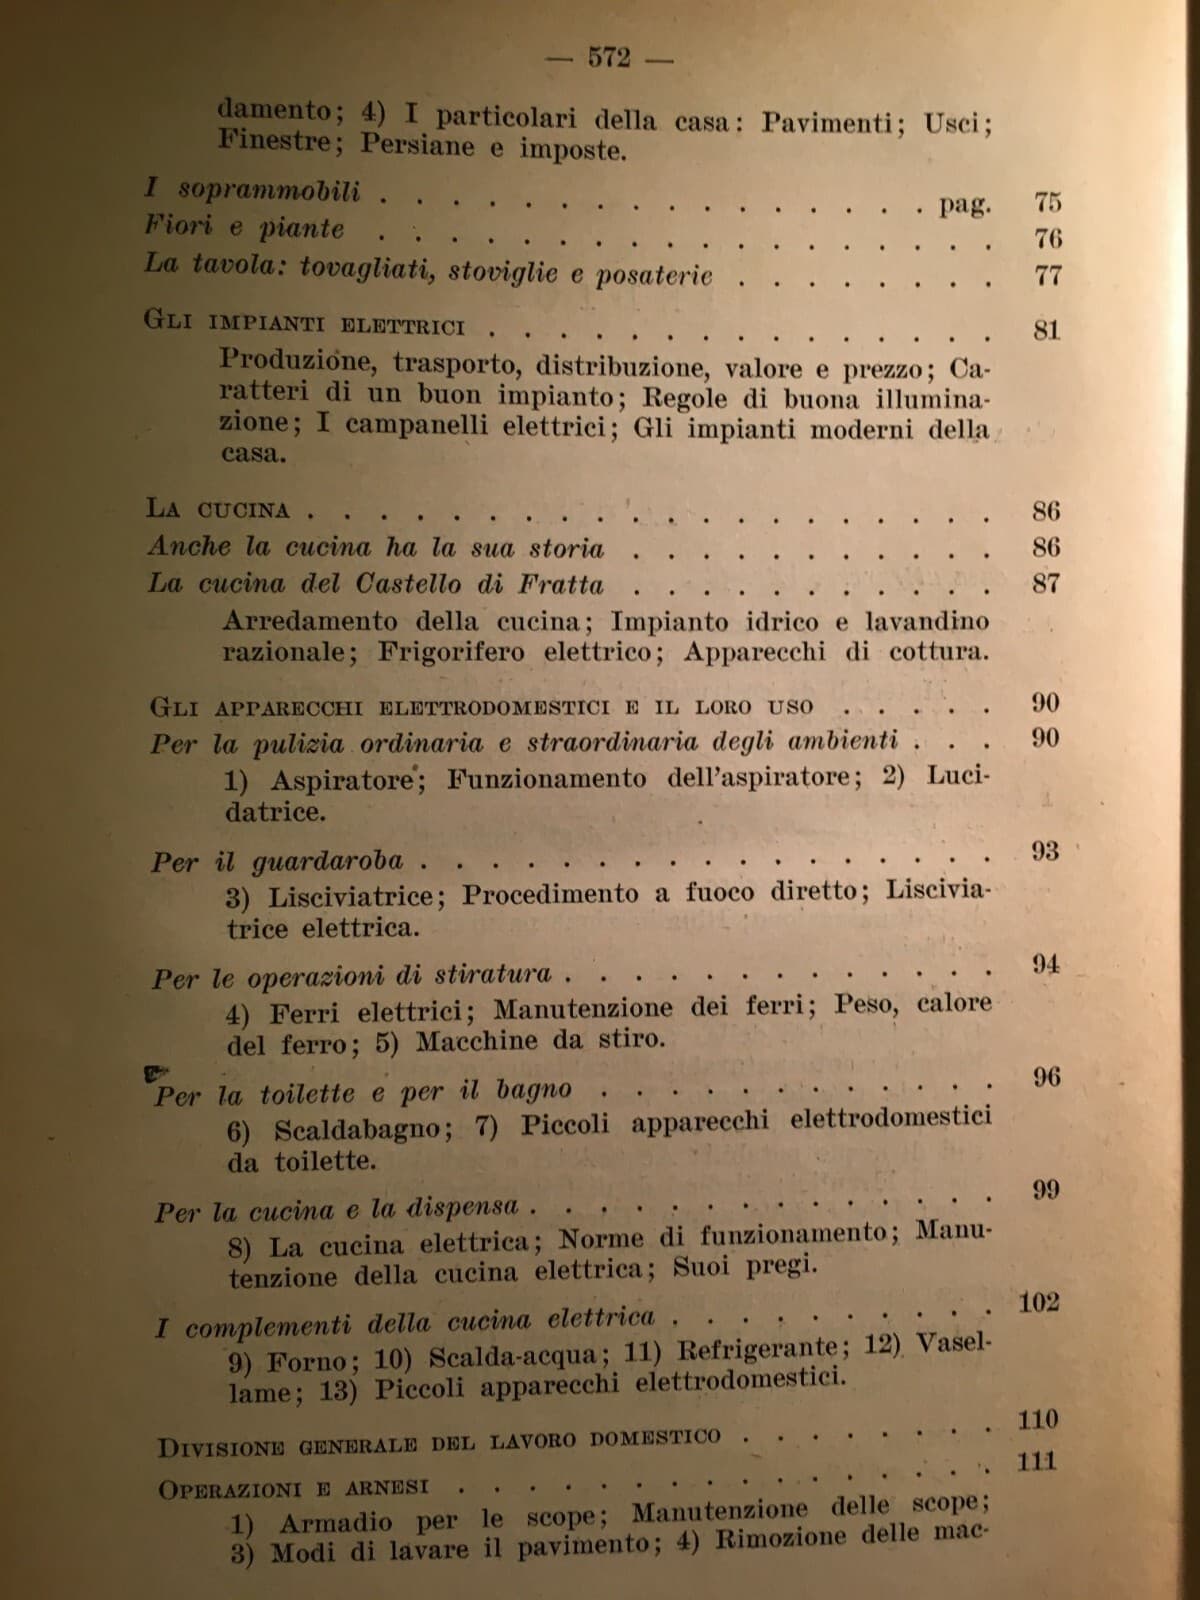 — 572 —
damento; 4) I particolari della casa: Pavimenti; Usci;
Finestre; Persiane e imposte.
I soprammobili . . . . . . . . . . . . . . . . pag. 75
Fiori e piante . . . . . . . . . . . . . . . . . 76
La tavola: tovagliati, stoviglie e posaterie . . . . . . . . 77
GLI IMPIANTI ELETTRICI . . . . . . . . . . . . . . 81
Produzione, trasporto, distribuzione, valore e prezzo; Ca-
ratteri di un buon impianto; Regole di buona illumina-
zione; I campanelli elettrici; Gli impianti moderni della
casa.
LA CUCINA . . . . . . . . . . . . . . . . . . . 86
Anche la cucina ha la sua storia . . . . . . . . . . 86
La cucina del Castello di Fratta . . . . . . . . . . 87
Arredamento della cucina; Impianto idrico e lavandino
razionale; Frigorifero elettrico; Apparecchi di cottura.
GLI APPARECCHI ELETTRODOMESTICI E IL LORO USO . . . . . 90
Per la pulizia ordinaria e straordinaria degli ambienti . . . 90
1) Aspiratore; Funzionamento dell'aspiratore; 2) Luci-
datrice.
Per il guardaroba . . . . . . . . . . . . . . . . 93
3) Lisciviatrice; Procedimento a fuoco diretto; Liscivia-
trice elettrica.
Per le operazioni di stiratura . . . . . . . . . . . . 94
4) Ferri elettrici; Manutenzione dei ferri; Peso, calore
del ferro; 5) Macchine da stiro.
Per la toilette e per il bagno . . . . . . . . . . . 96
6) Scaldabagno; 7) Piccoli apparecchi elettrodomestici
da toilette.
Per la cucina e la dispensa . . . . . . . . . . . . . 99
8) La cucina elettrica; Norme di funzionamento; Manu-
tenzione della cucina elettrica; Suoi pregi.
I complementi della cucina elettrica . . . . . . . . . 102
9) Forno; 10) Scalda-acqua; 11) Refrigerante; 12) Vasel-
lame; 13) Piccoli apparecchi elettrodomestici.
DIVISIONE GENERALE DEL LAVORO DOMESTICO . . . . . . . . 110
OPERAZIONI E ARNESI . . . . . . . . . . . . . . . 111
1) Armadio per le scope; Manutenzione delle scope;
3) Modi di lavare il pavimento; 4) Rimozione delle mac-